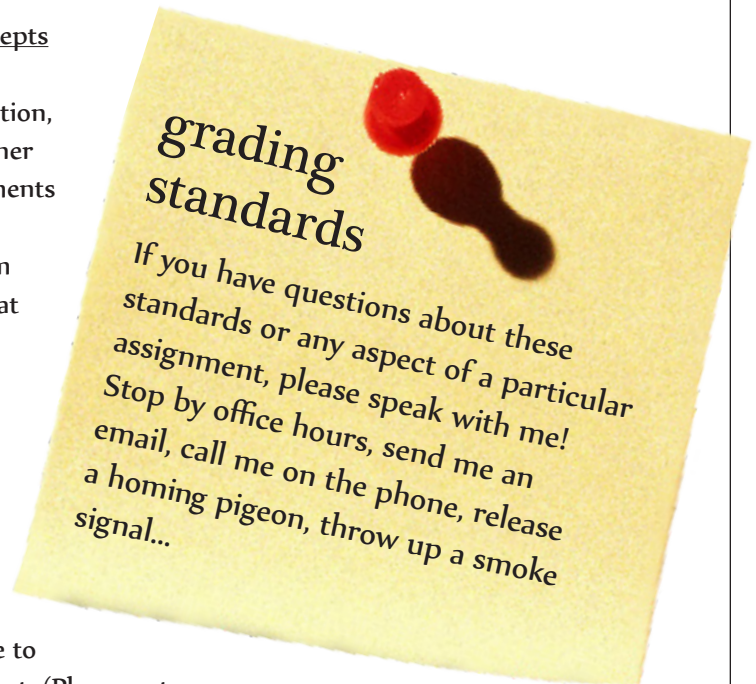 epts
tion,
at
grading
standards
If you have questions about these
standards or any aspect of a particular
assignment, please speak with me!
Stop by office hours, send me an
email, call me on the phone, release
a homing pigeon, throw up a smoke
signal...
e to